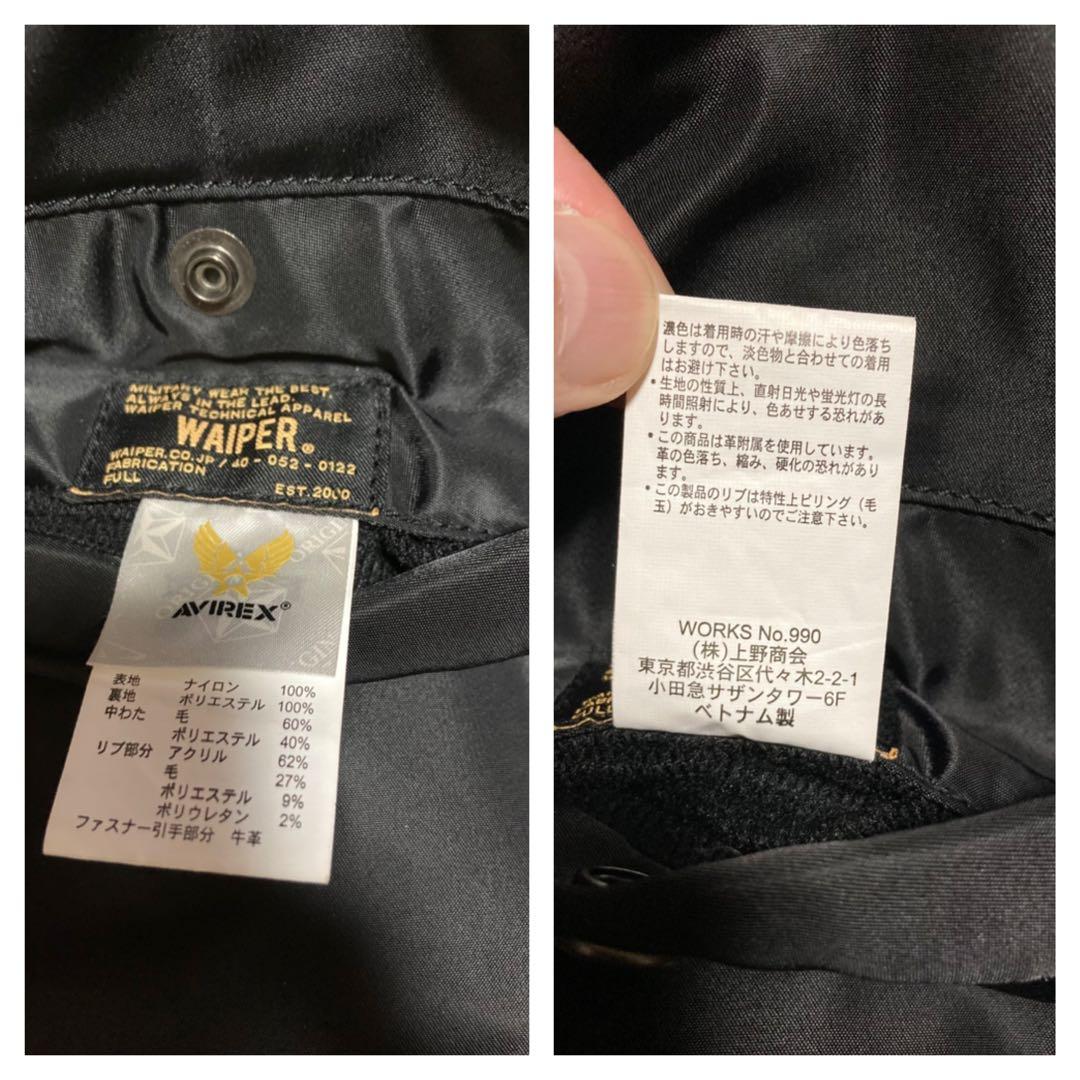 MILITARY WEAR THE BEST.
ALWAYS IN THE LEAD.
WAIPER TECHNICAL APPAREL
WAIPER®
WAIPER.CO.JP / 40 - 052 - 0122
FABRICATION
FULL
EST.2000
AVIREX®
表地 ナイロン 100%
裏地 ポリエステル 100%
中わた 毛 60%
ポリエステル 40%
リブ部分 アクリル 62%
毛 27%
ポリエステル 9%
ポリウレタン 2%
ファスナー引手部分 牛革
濃色は着用時の汗や摩擦により色落ち
しますので、淡色物と合わせての着用
はお避け下さい。
・生地の性質上、直射日光や蛍光灯の長
時間照射により、色あせする恐れがあ
ります。
・この商品は革附属を使用しています。
革の色落ち、縮み、硬化の恐れがあり
ます。
・この製品のリブは特性上ピリング（毛
玉）がおきやすいのでご注意下さい。
WORKS No.990
(株)上野商会
東京都渋谷区代々木2-2-1
小田急サザンタワー6F
ベトナム製